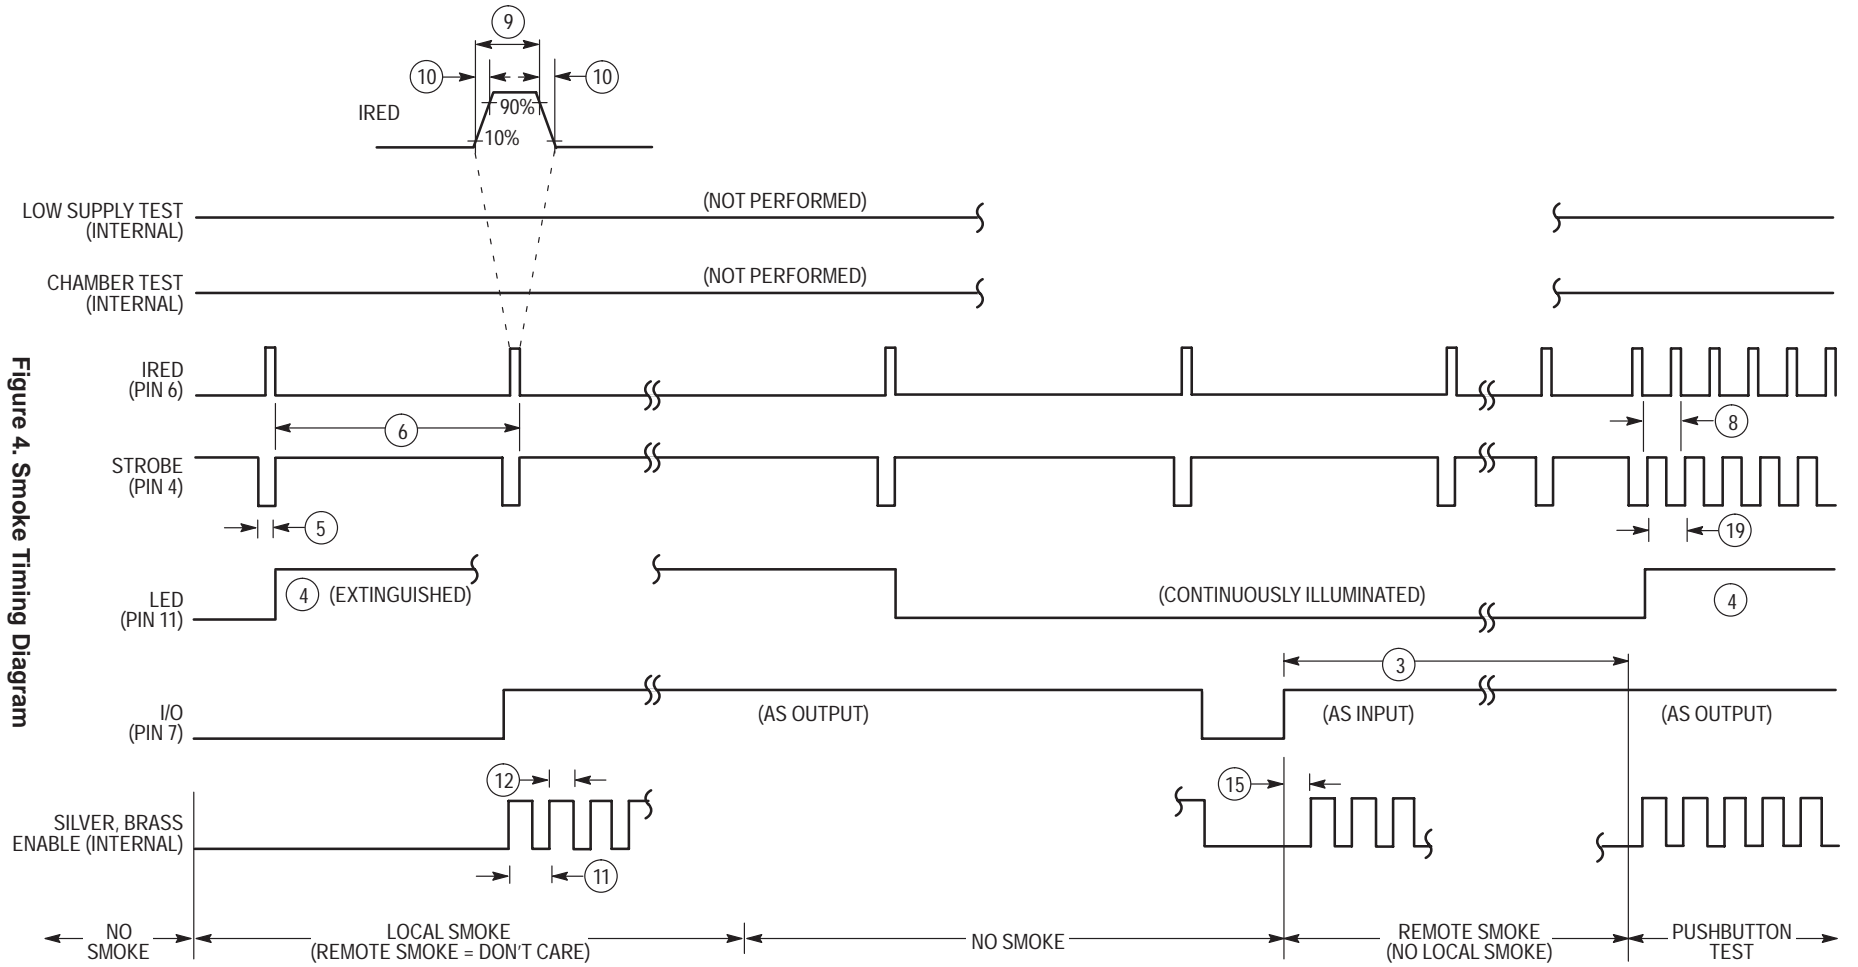 9
10
10
IRED
90%
10%
LOW SUPPLY TEST
(INTERNAL)
(NOT PERFORMED)
CHAMBER TEST
(INTERNAL)
(NOT PERFORMED)
IRED
(PIN 6)
6
8
STROBE
(PIN 4)
5
19
LED
(PIN 11)
4 (EXTINGUISHED)
(CONTINUOUSLY ILLUMINATED)
4
3
I/O
(PIN 7)
(AS OUTPUT)
(AS INPUT)
(AS OUTPUT)
12
15
SILVER, BRASS
ENABLE (INTERNAL)
11
NO
SMOKE
LOCAL SMOKE
(REMOTE SMOKE = DON'T CARE)
NO SMOKE
REMOTE SMOKE
(NO LOCAL SMOKE)
PUSHBUTTON
TEST
Figure 4. Smoke Timing Diagram